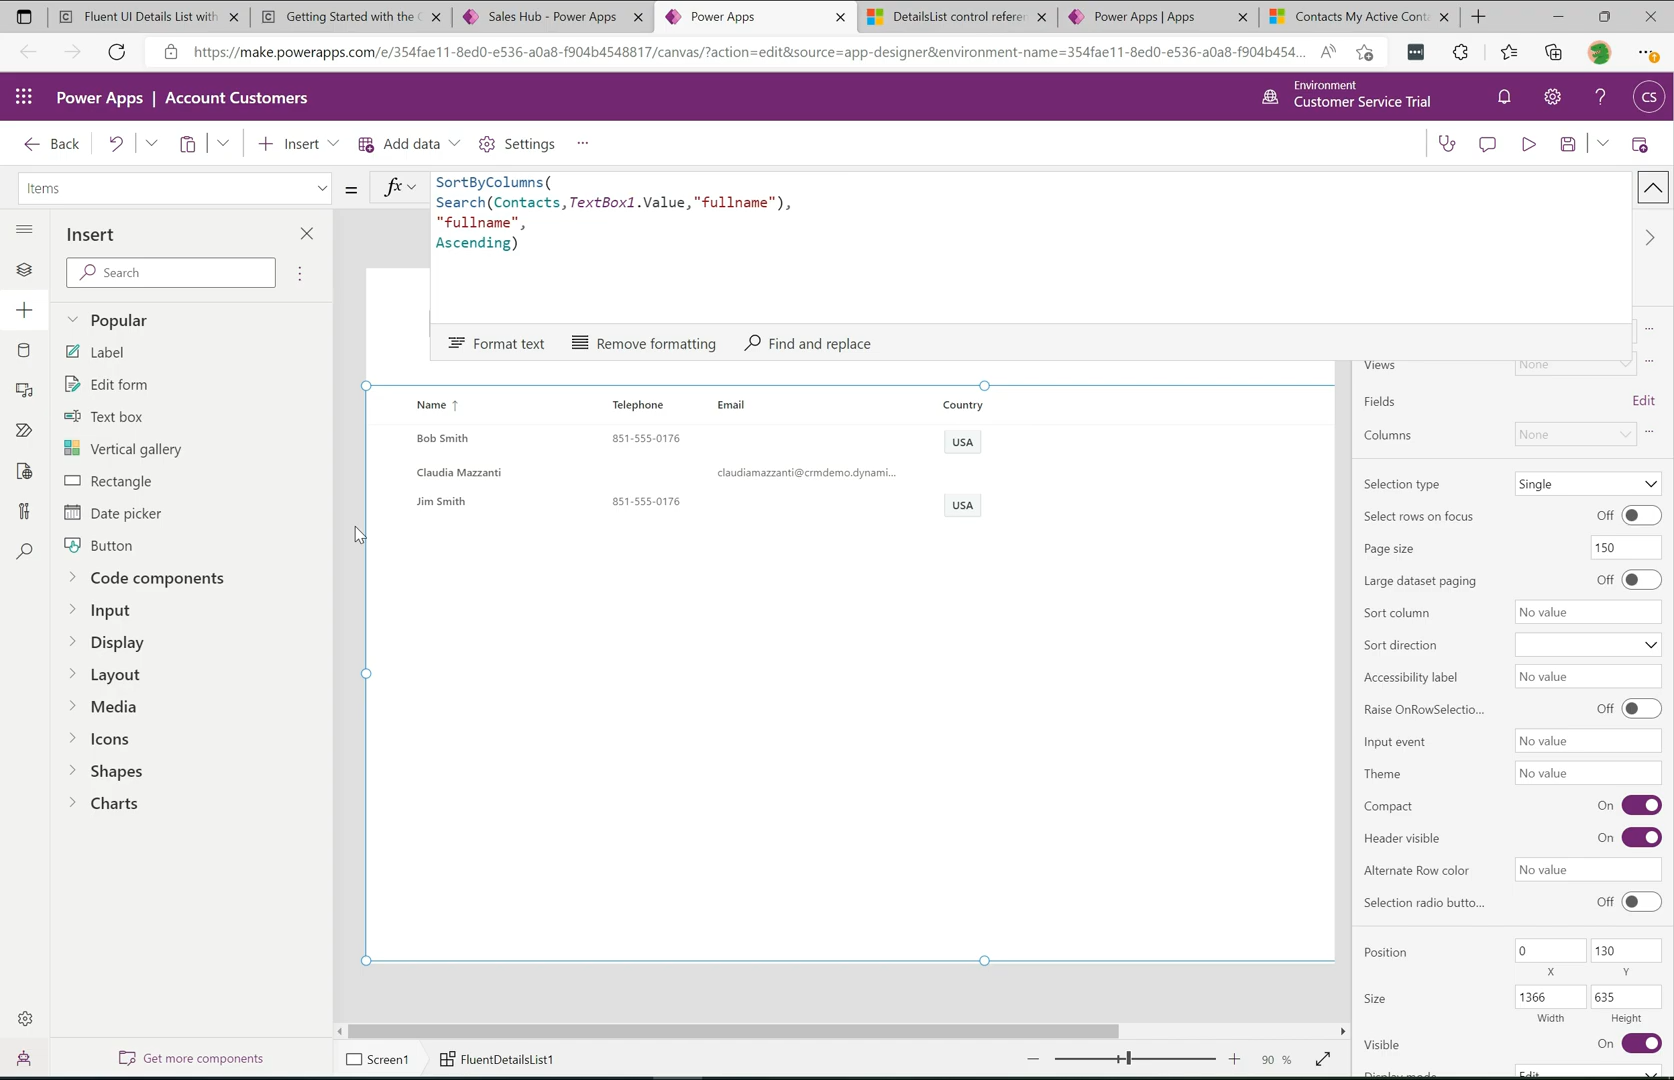 Fluent UI Details List with
Getting Started with the C
Sales Hub - Power Apps
Power Apps
DetailsList control referen
Power Apps | Apps
Contacts My Active Cont
https://make.powerapps.com/e/354fae11-8ed0-e536-a0a8-f904b4548817/canvas/?action=edit&source=app-designer&environment-name=354fae11-8ed0-e536-a0a8-f904b454...
Power Apps | Account Customers
Environment
Customer Service Trial
CS
Back
Insert
Add data
Settings
Items
=
fx
SortByColumns(
Search(Contacts,TextBox1.Value,"fullname"),
"fullname",
Ascending)
Format text
Remove formatting
Find and replace
Insert
Search
Popular
Label
Edit form
Text box
Vertical gallery
Rectangle
Date picker
Button
Code components
Input
Display
Layout
Media
Icons
Shapes
Charts
Get more components
Name ↑ Telephone Email Country
Bob Smith 851-555-0176 USA
Claudia Mazzanti claudiamazzanti@crmdemo.dynami...
Jim Smith 851-555-0176 USA
Views None
Fields Edit
Columns None
Selection type Single
Select rows on focus Off
Page size 150
Large dataset paging Off
Sort column No value
Sort direction
Accessibility label No value
Raise OnRowSelectio... Off
Input event No value
Theme No value
Compact On
Header visible On
Alternate Row color No value
Selection radio butto... Off
Position 0 130
X Y
Size 1366 635
Width Height
Visible On
Display mode Edit
Screen1
FluentDetailsList1
90 %